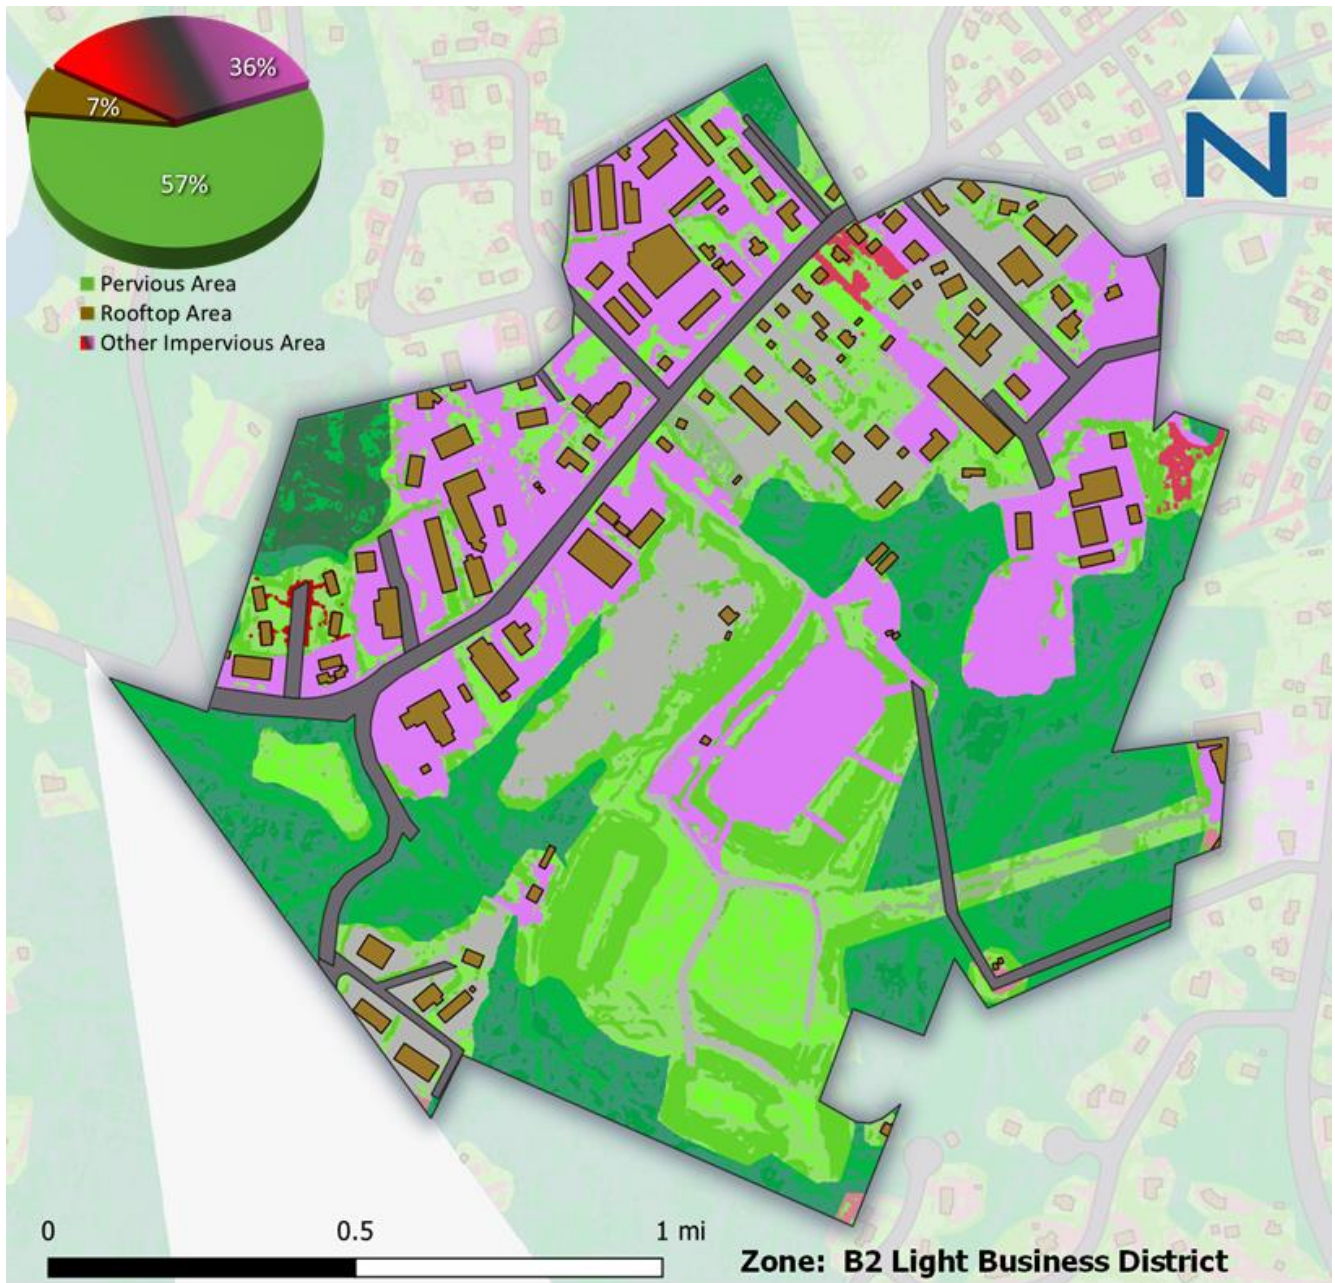 36%
7%
57%
Pervious Area
Rooftop Area
Other Impervious Area
N
0 0.5 1 mi
Zone: B2 Light Business District